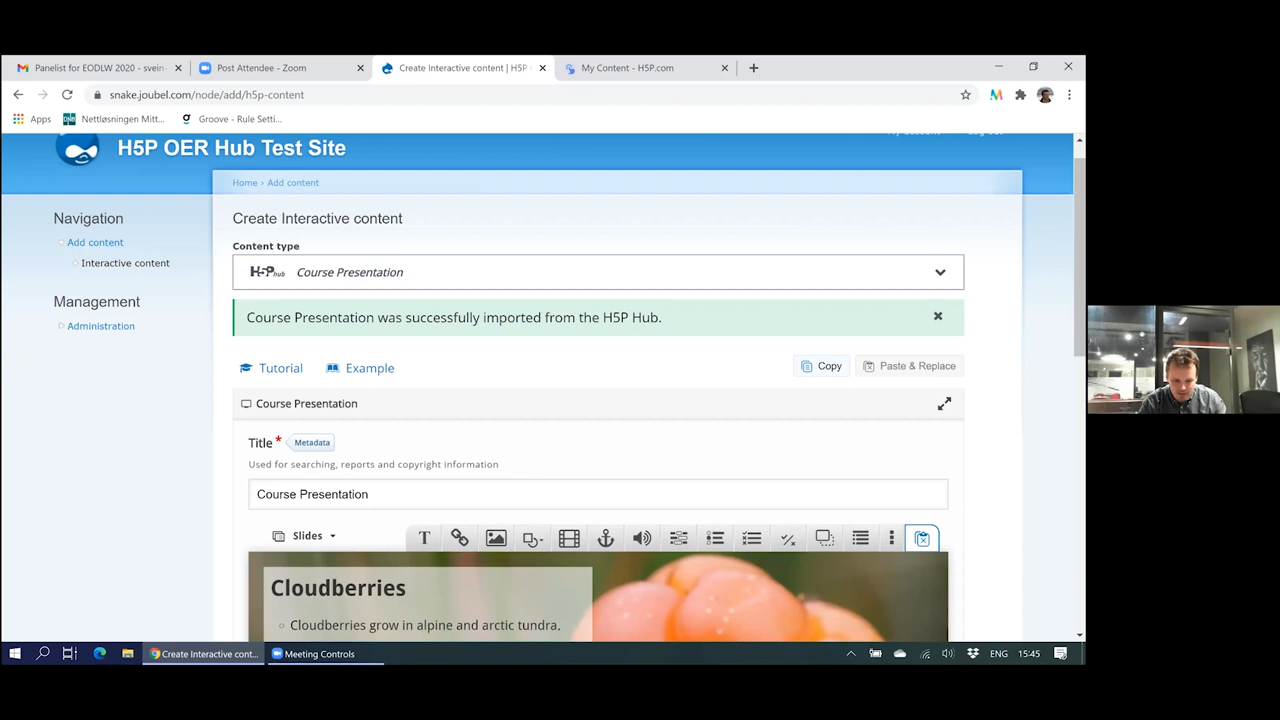 Panelist for EODLW 2020 - svein-
Post Attendee - Zoom
Create Interactive content | H5P
My Content - H5P.com
snake.joubel.com/node/add/h5p-content
Apps
Nettløsningen Mitt...
Groove - Rule Setti...
H5P OER Hub Test Site
Home › Add content
Navigation
Add content
Interactive content
Management
Administration
Create Interactive content
Content type
H5P hub Course Presentation
Course Presentation was successfully imported from the H5P Hub.
Tutorial
Example
Copy
Paste & Replace
Course Presentation
Title * Metadata
Used for searching, reports and copyright information
Course Presentation
Slides
Cloudberries
Cloudberries grow in alpine and arctic tundra.
Create Interactive cont...
Meeting Controls
ENG
15:45